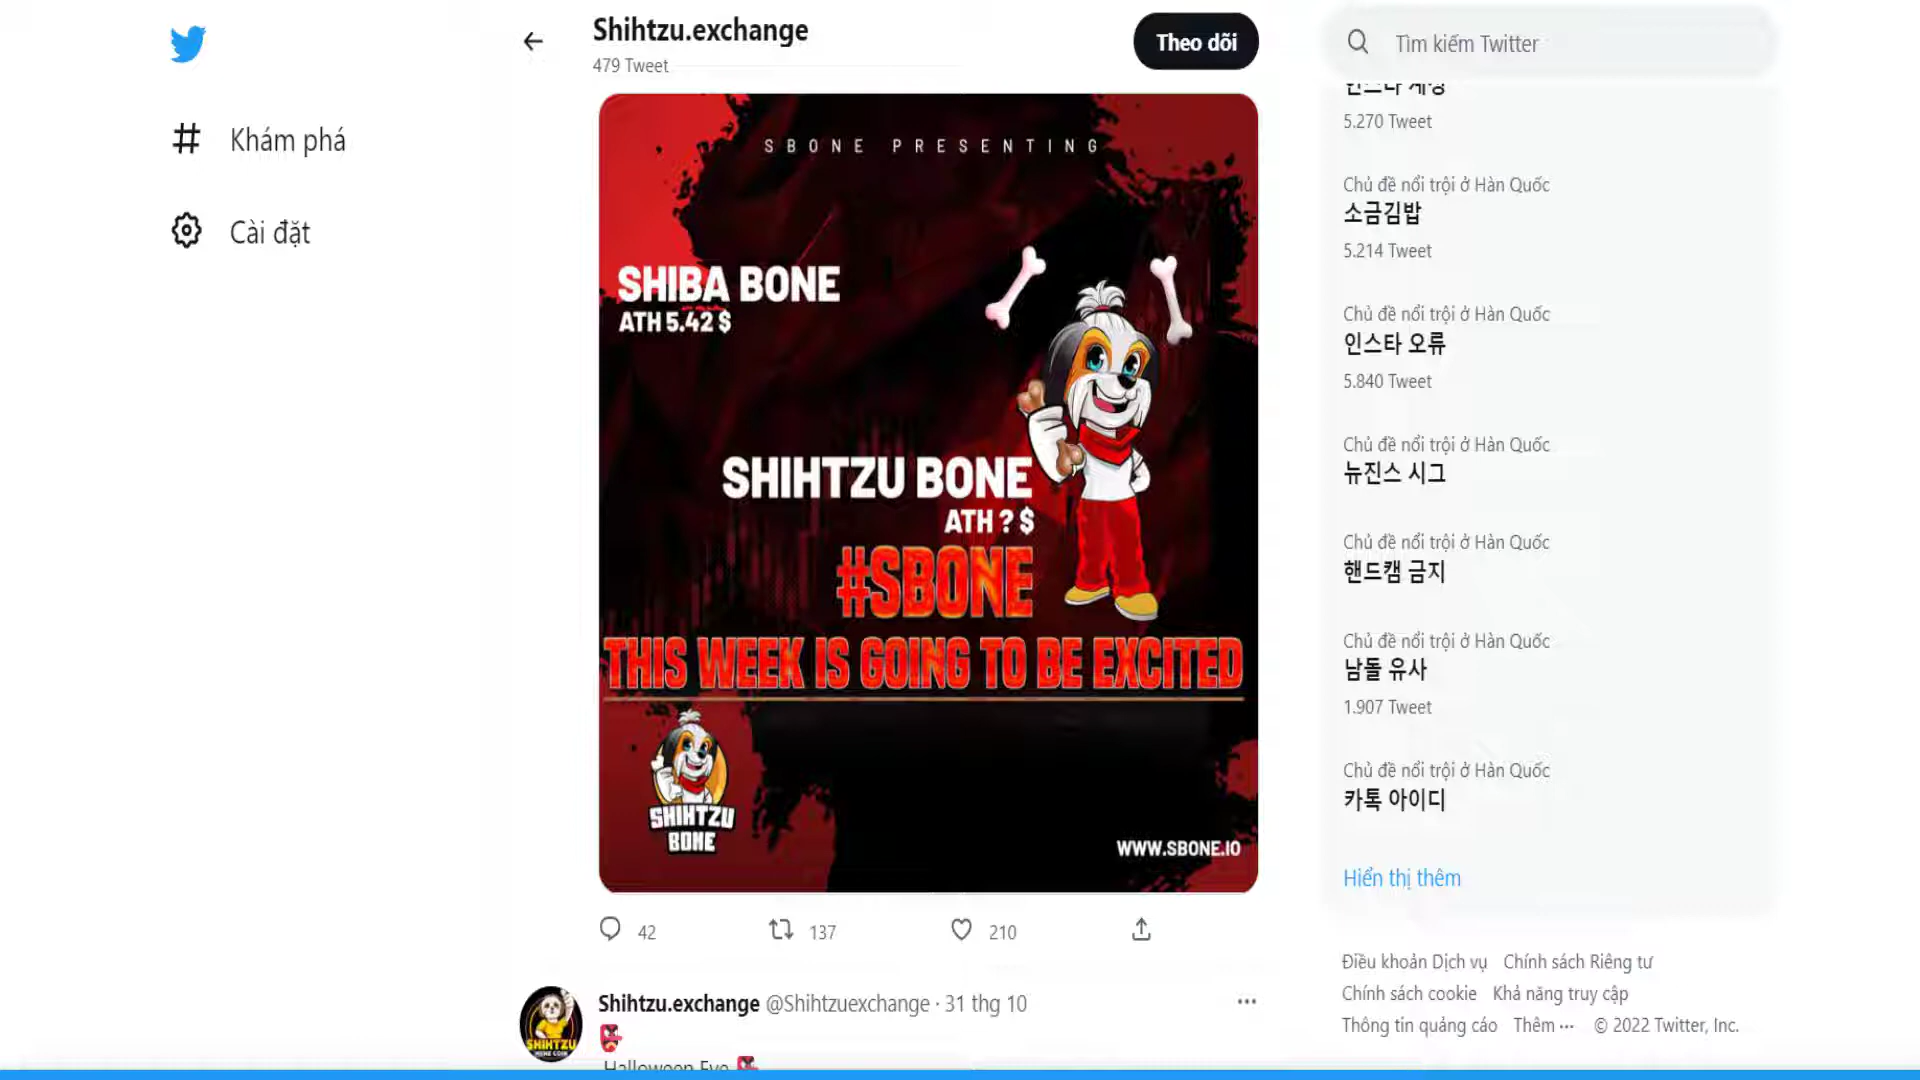 Shihtzu.exchange
479 Tweet
Theo dõi
Tìm kiếm Twitter
Khám phá
Cài đặt
SBONE PRESENTING
SHIBA BONE
ATH 5.42 $
SHIHTZU BONE
ATH ? $
#SBONE
THIS WEEK IS GOING TO BE EXCITED
SHIHTZU
BONE
WWW.SBONE.IO
42 137 210
Shihtzu.exchange @Shihtzuexchange · 31 thg 10
Halloween Eve
SHIHTZU
MEME COIN
5.270 Tweet
Chủ đề nổi trội ở Hàn Quốc
소금김밥
5.214 Tweet
Chủ đề nổi trội ở Hàn Quốc
인스타 오류
5.840 Tweet
Chủ đề nổi trội ở Hàn Quốc
뉴진스 시그
Chủ đề nổi trội ở Hàn Quốc
핸드캠 금지
Chủ đề nổi trội ở Hàn Quốc
남돌 유사
1.907 Tweet
Chủ đề nổi trội ở Hàn Quốc
카톡 아이디
Hiển thị thêm
Điều khoản Dịch vụ Chính sách Riêng tư
Chính sách cookie Khả năng truy cập
Thông tin quảng cáo Thêm ··· © 2022 Twitter, Inc.